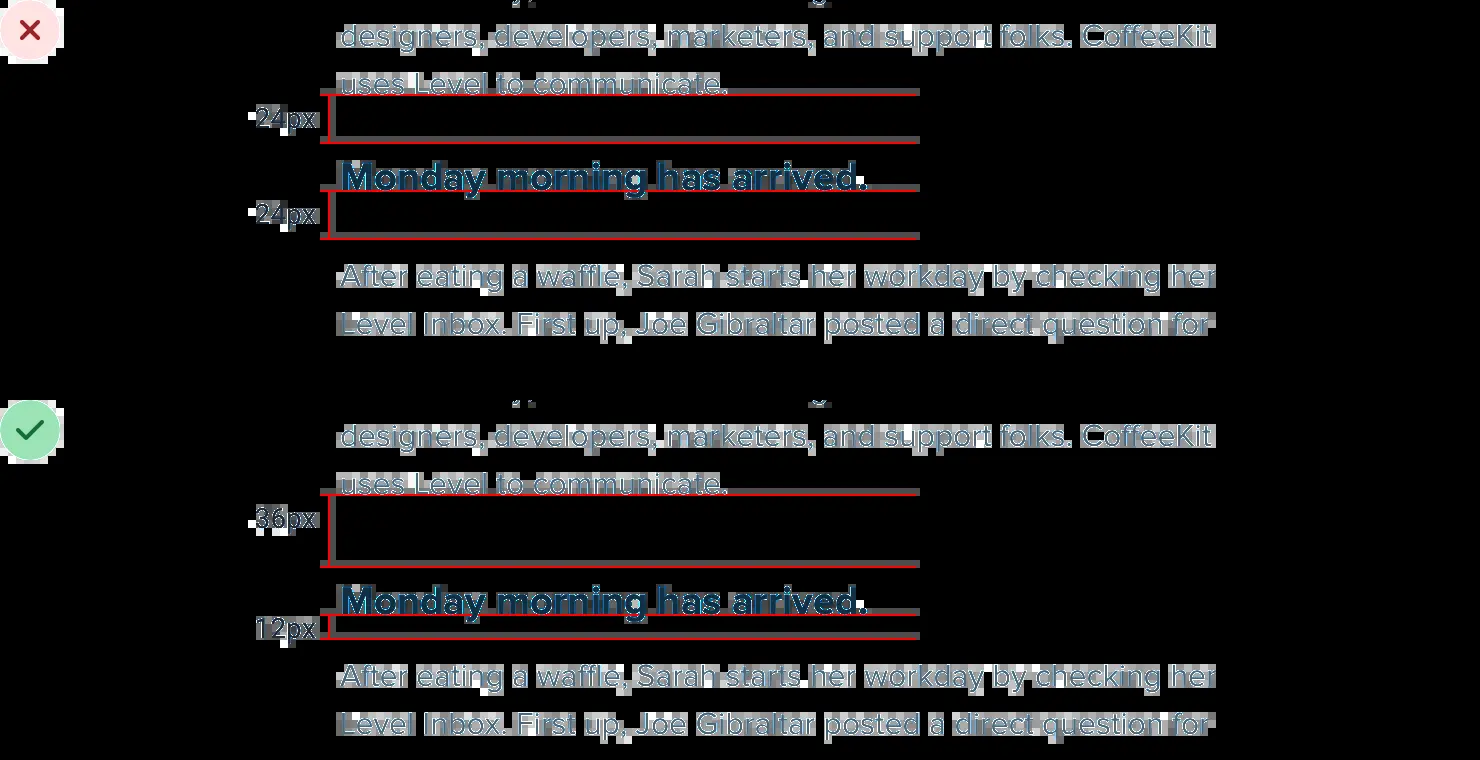 designers, developers, marketers, and support folks. CoffeeKit
uses Level to communicate.
24px
Monday morning has arrived.
24px
After eating a waffle, Sarah starts her workday by checking her
Level Inbox. First up, Joe Gibraltar posted a direct question for
designers, developers, marketers, and support folks. CoffeeKit
uses Level to communicate.
36px
Monday morning has arrived.
12px
After eating a waffle, Sarah starts her workday by checking her
Level Inbox. First up, Joe Gibraltar posted a direct question for